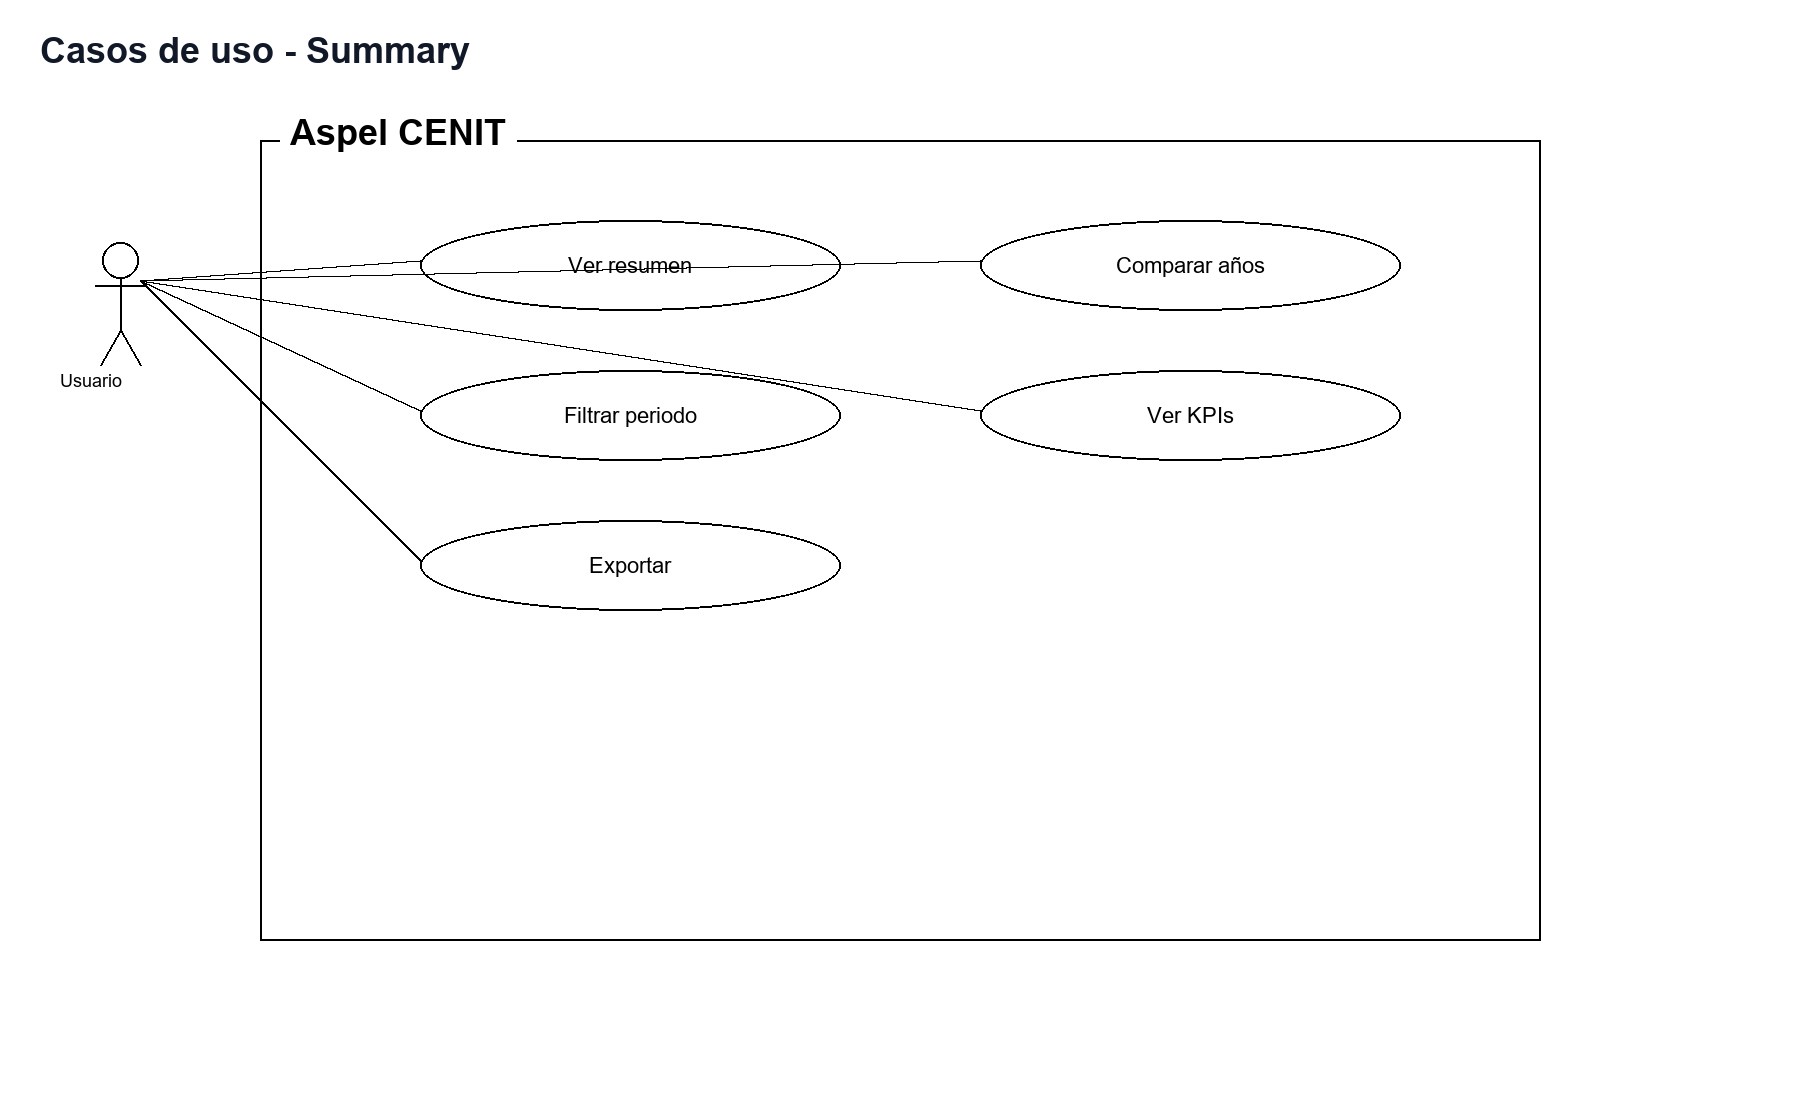 Casos de uso - Summary
Aspel CENIT
Ver resumen
Comparar años
Usuario
Filtrar periodo
Ver KPIs
Exportar